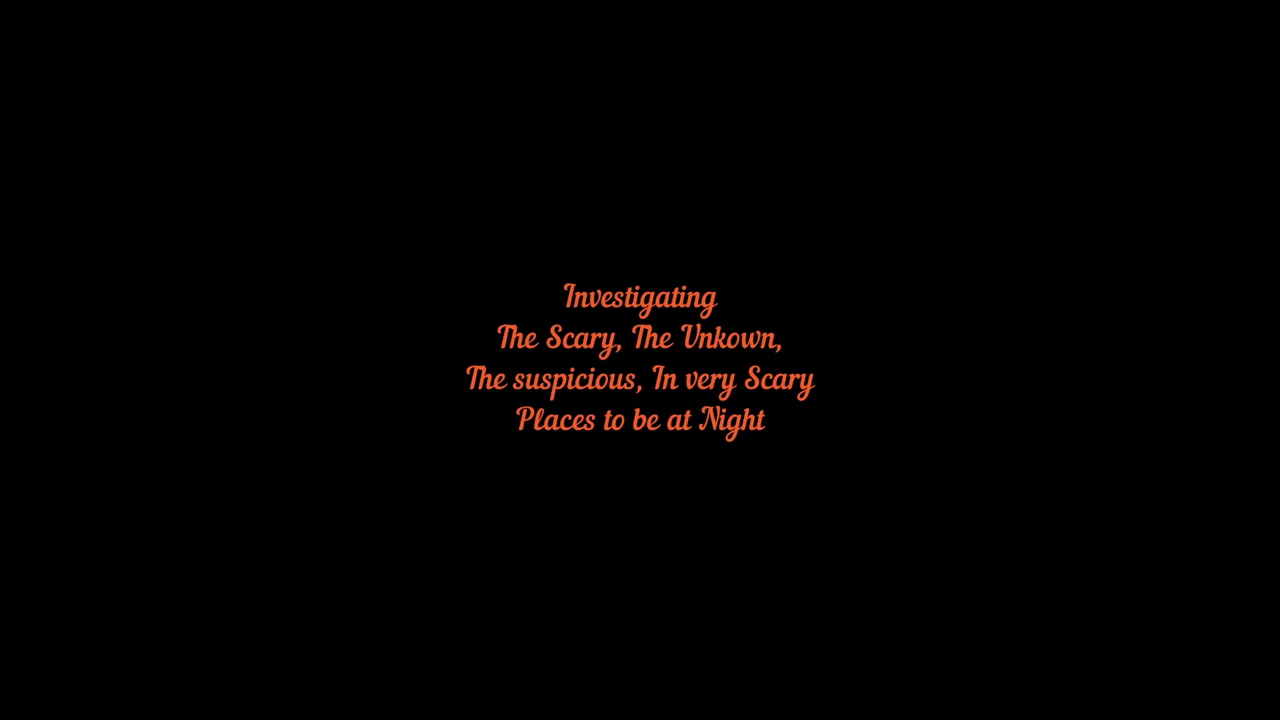 Investigating
The Scary, The Unkown,
The suspicious, In very Scary
Places to be at Night